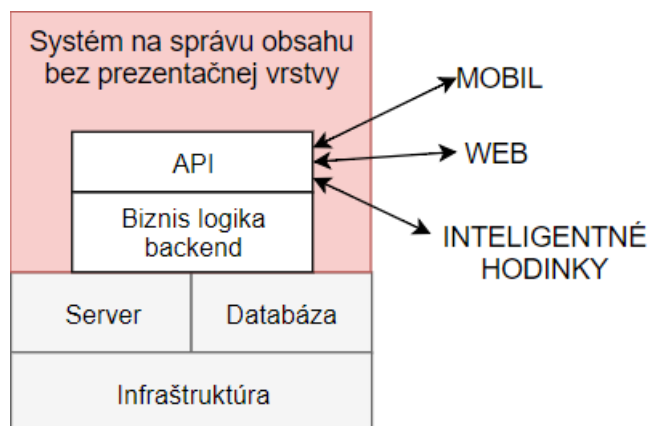 Systém na správu obsahu
bez prezentačnej vrstvy
MOBIL
API
WEB
Biznis logika
backend
INTELIGENTNÉ
HODINKY
Server
Databáza
Infraštruktúra